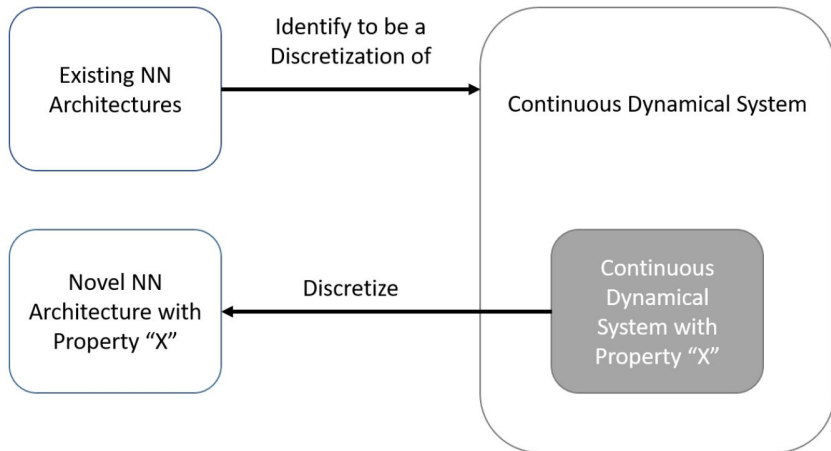 Existing NN
Architectures
Identify to be a
Discretization of
Continuous Dynamical System
Novel NN
Architecture with
Property “X”
Discretize
Continuous
Dynamical
System with
Property “X”